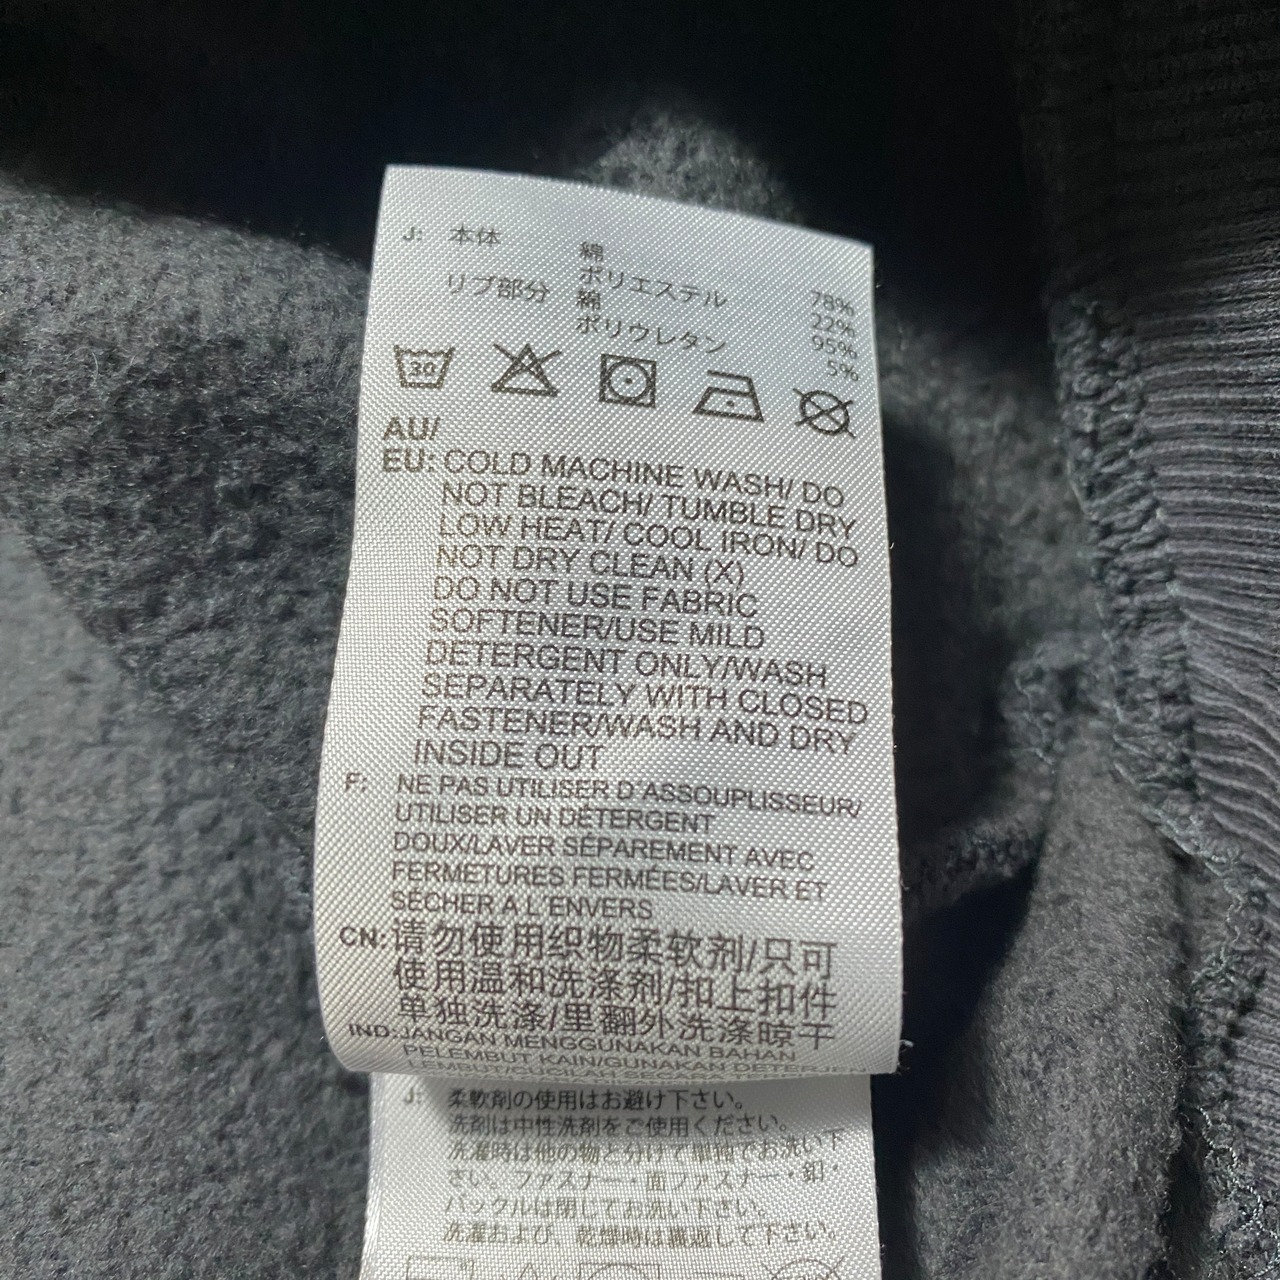 J: 本体 綿 78%
ポリエステル 22%
リブ部分 綿 95%
ポリウレタン 5%
30
AU/
EU: COLD MACHINE WASH/ DO
NOT BLEACH/ TUMBLE DRY
LOW HEAT/ COOL IRON/ DO
NOT DRY CLEAN (X)
DO NOT USE FABRIC
SOFTENER/USE MILD
DETERGENT ONLY/WASH
SEPARATELY WITH CLOSED
FASTENER/WASH AND DRY
INSIDE OUT
F: NE PAS UTILISER D'ASSOUPLISSEUR/
UTILISER UN DÉTERGENT
DOUX/LAVER SÉPAREMENT AVEC
FERMETURES FERMÉES/LAVER ET
SÉCHER A L'ENVERS
CN: 请勿使用织物柔软剂/只可
使用温和洗涤剂/扣上扣件
单独洗涤/里翻外洗涤晾干
IND: JANGAN MENGGUNAKAN BAHAN
PELEMBUT KAIN/GUNAKAN DETERJEN
LEMBUT/CUCILAH
J: 柔軟剤の使用はお避け下さい。
洗剤は中性洗剤をご使用ください。
洗濯時は他の物と分けて単独でお洗い下
さい。ファスナー・面ファスナー・釦・
バックルは閉じてお洗い下さい。
洗濯および、乾燥時は裏返しで下さい。